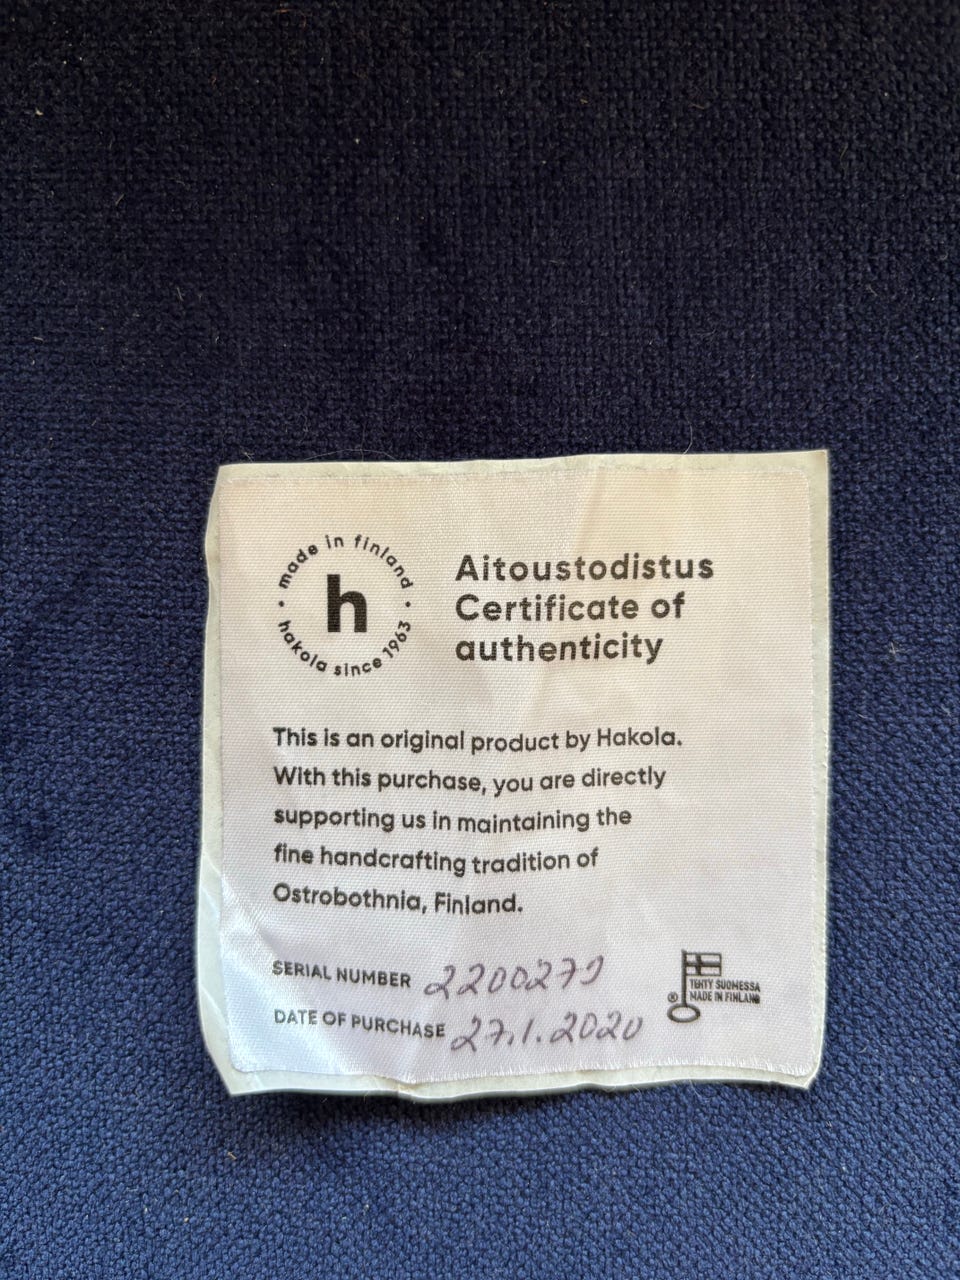 made in finland
h
hakola since 1963
Aitoustodistus
Certificate of
authenticity
This is an original product by Hakola.
With this purchase, you are directly
supporting us in maintaining the
fine handcrafting tradition of
Ostrobothnia, Finland.
SERIAL NUMBER
DATE OF PURCHASE 27.1.2020
TEHTY SUOMESSA
® MADE IN FINLAND